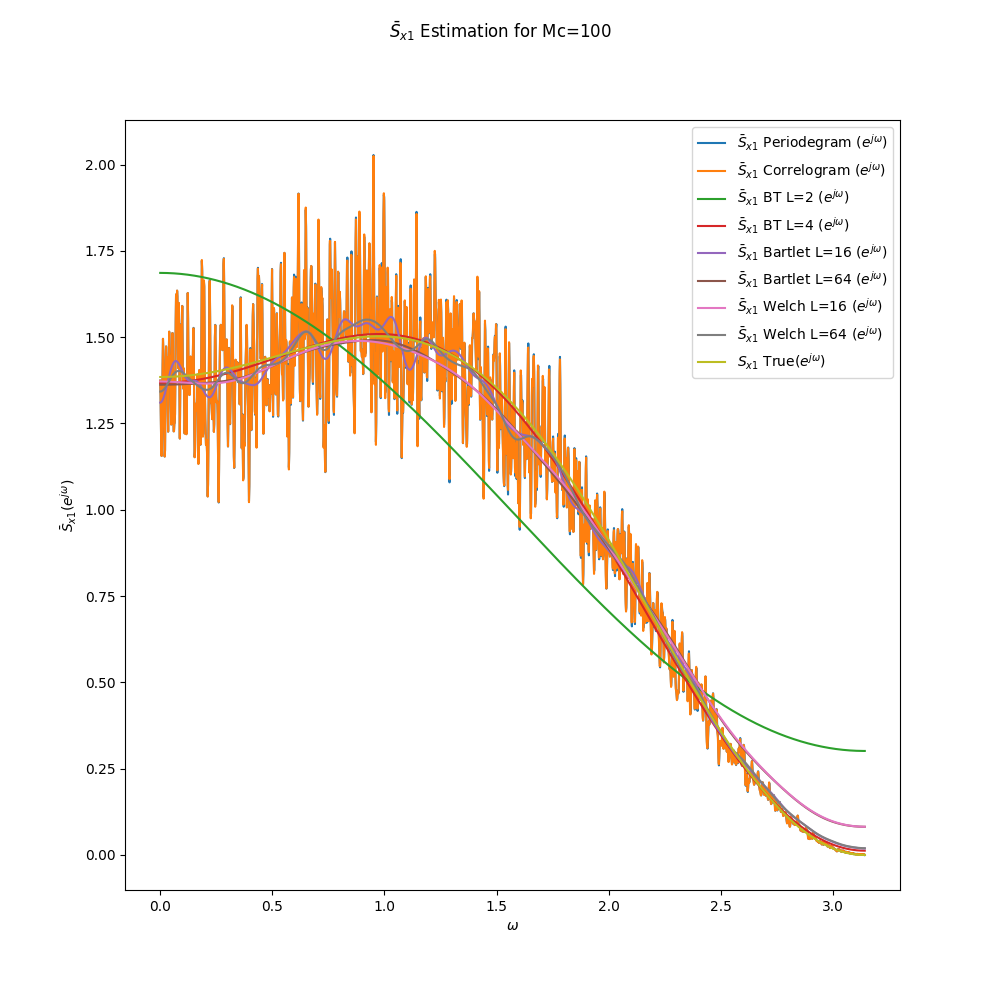 S̄ₓ₁ Estimation for Mc=100
2.00
1.75
1.50
1.25
1.00
0.75
0.50
0.25
0.00
S̄ₓ₁(e^{jω})
0.0 0.5 1.0 1.5 2.0 2.5 3.0
ω
S̄ₓ₁ Periodegram (e^{jω})
S̄ₓ₁ Correlogram (e^{jω})
S̄ₓ₁ BT L=2 (e^{jω})
S̄ₓ₁ BT L=4 (e^{jω})
S̄ₓ₁ Bartlet L=16 (e^{jω})
S̄ₓ₁ Bartlet L=64 (e^{jω})
S̄ₓ₁ Welch L=16 (e^{jω})
S̄ₓ₁ Welch L=64 (e^{jω})
Sₓ₁ True(e^{jω})